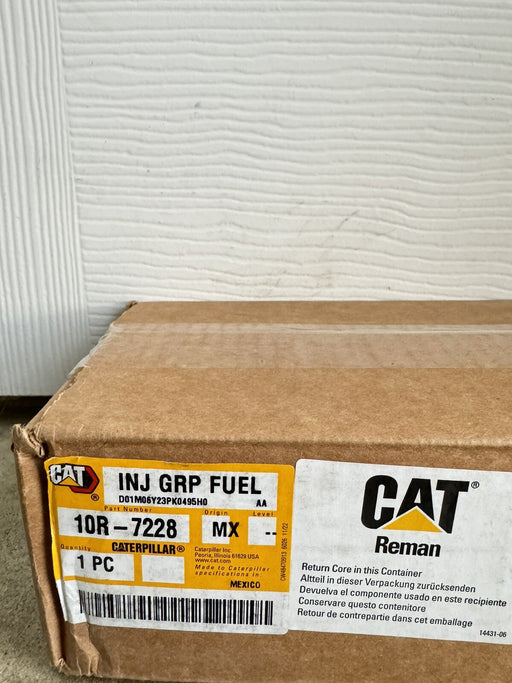 CAT ®
INJ GRP FUEL
D01M06Y23PK0495H0 AA
Part Number Origin Level
10R-7228 MX --
Quantity CATERPILLAR®
1 PC
Caterpillar Inc.
Peoria, Illinois 61629 USA
www.cat.com
Made to Caterpillar
specifications in
MEXICO
CAT®
Reman
Return Core in this Container
Altteil in dieser Verpackung zurücksenden
Devuelva el componente usado en este recipiente
Conservare questo contenitore
Retour de contrepartie dans cet emballage
14431-06